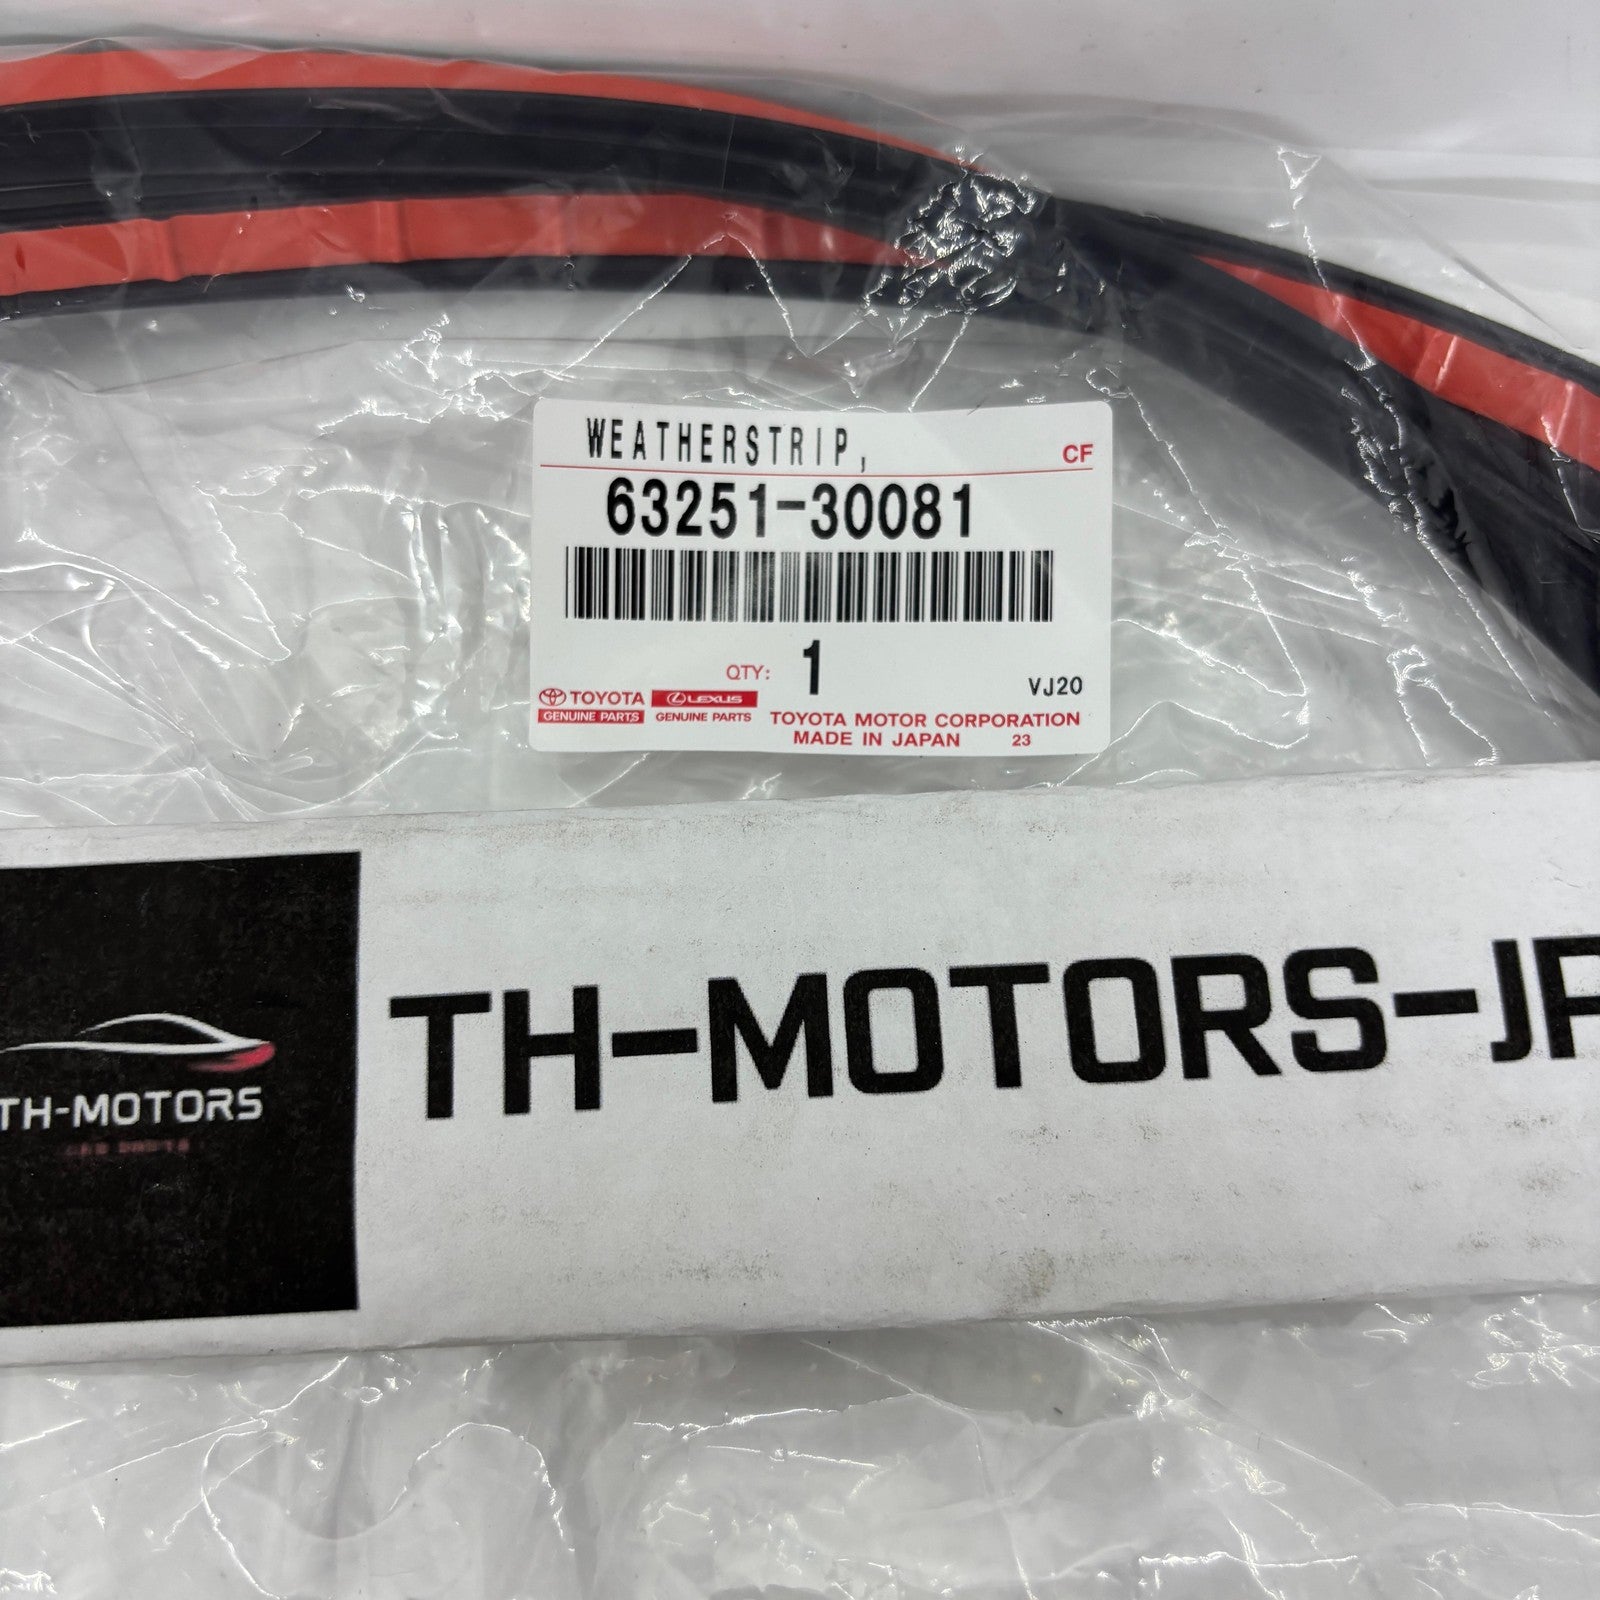 WEATHERSTRIP,
CF
63251-30081
QTY: 1
VJ20
TOYOTA LEXUS
GENUINE PARTS GENUINE PARTS
TOYOTA MOTOR CORPORATION
MADE IN JAPAN 23
TH-MOTORS-JP
TH-MOTORS